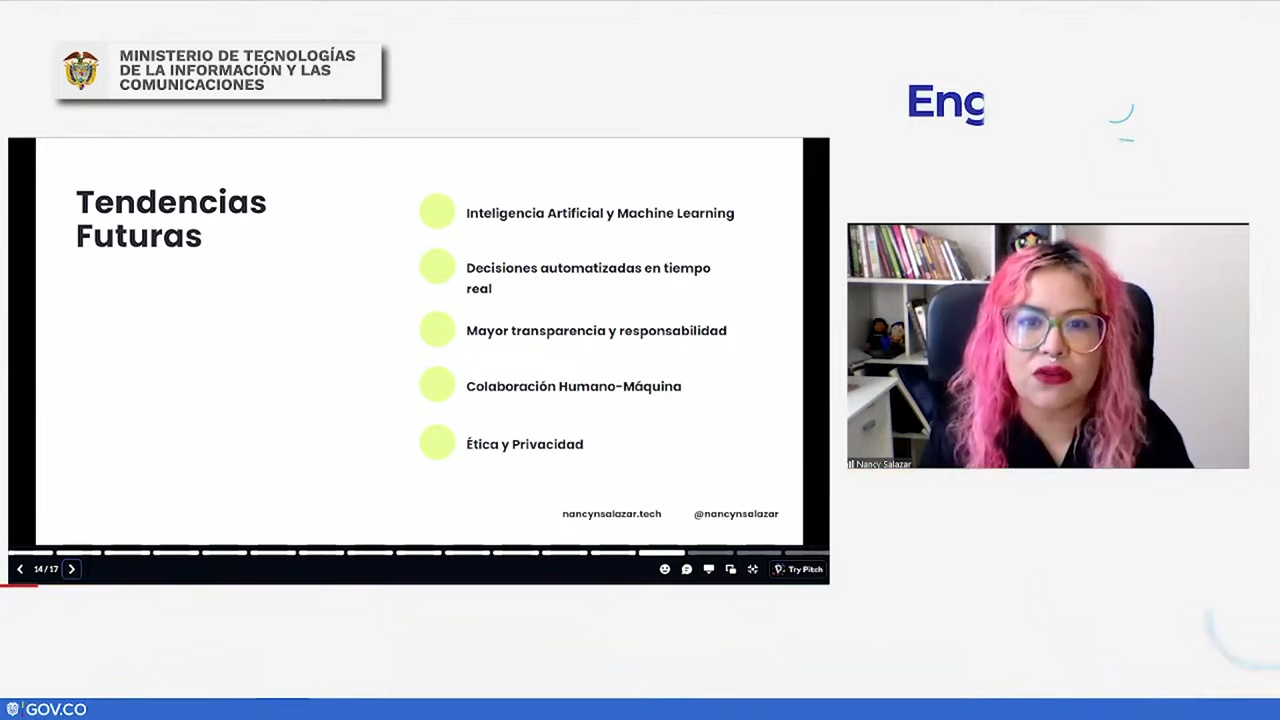 MINISTERIO DE TECNOLOGÍAS
DE LA INFORMACIÓN Y LAS
COMUNICACIONES
Eng
Tendencias
Futuras
Inteligencia Artificial y Machine Learning
Decisiones automatizadas en tiempo
real
Mayor transparencia y responsabilidad
Colaboración Humano-Máquina
Ética y Privacidad
nancynsalazar.tech
@nancynsalazar
14/17
Try Pitch
Nancy Salazar
GOV.CO